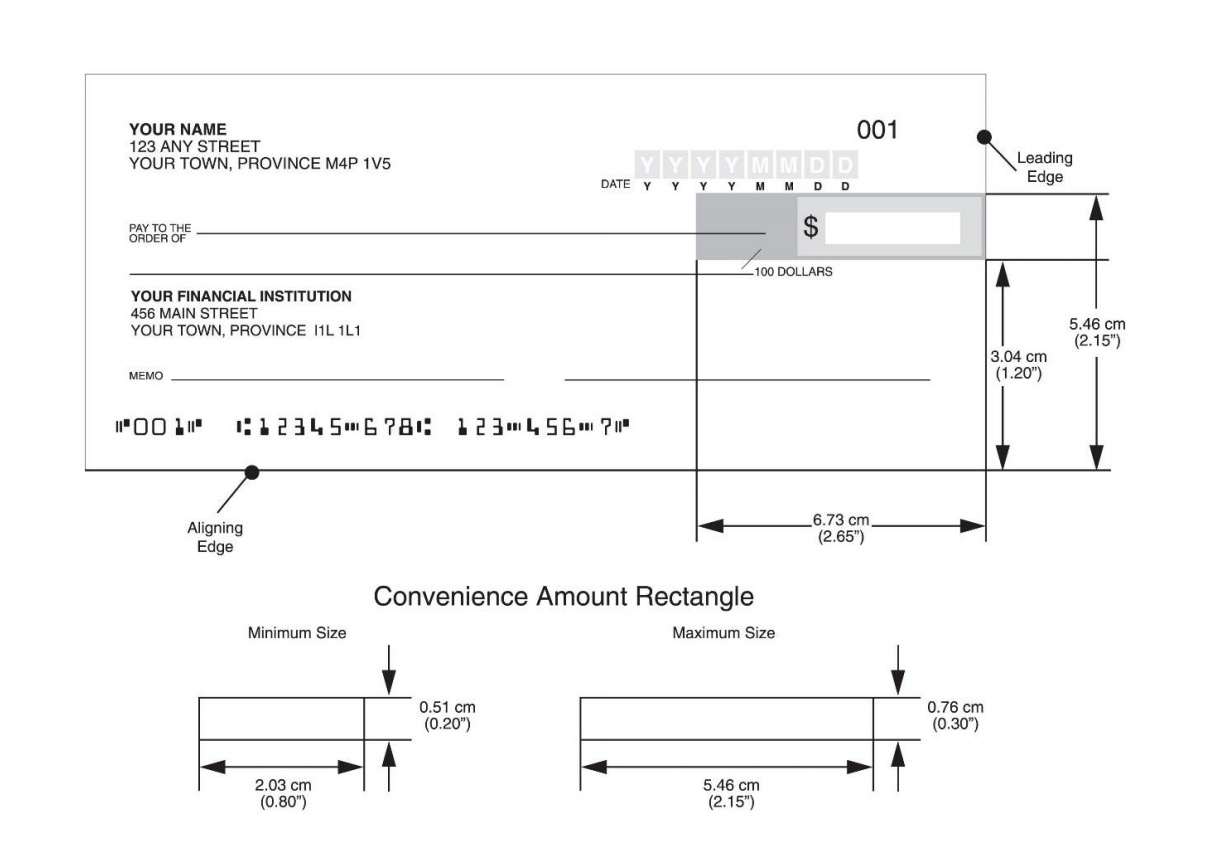 YOUR NAME
123 ANY STREET
YOUR TOWN, PROVINCE M4P 1V5
001
Leading
Edge
Y Y Y Y M M D D
DATE Y Y Y Y M M D D
PAY TO THE
ORDER OF
$
100 DOLLARS
YOUR FINANCIAL INSTITUTION
456 MAIN STREET
YOUR TOWN, PROVINCE I1L 1L1
5.46 cm
(2.15”)
3.04 cm
(1.20”)
MEMO
⑈001⑈ ⑆12345⑉678⑆ 123⑉456⑉7⑈
Aligning
Edge
6.73 cm
(2.65”)
Convenience Amount Rectangle
Minimum Size
Maximum Size
0.51 cm
(0.20”)
0.76 cm
(0.30”)
2.03 cm
(0.80”)
5.46 cm
(2.15”)